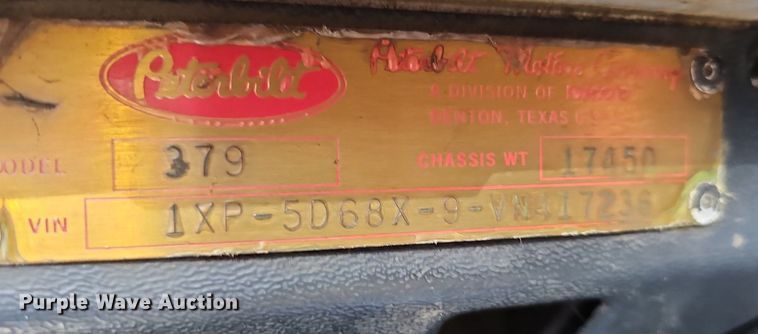 Peterbilt
Peterbilt Motors Company
A DIVISION OF
DENTON, TEXAS
MODEL 379 CHASSIS WT 17450
VIN 1XP-5D68X-9-VN417236
Purple Wave Auction